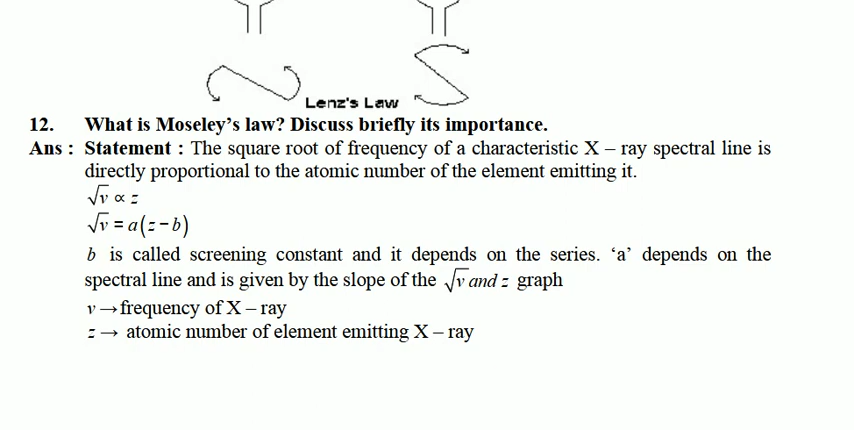 Lenz's Law
12. What is Moseley’s law? Discuss briefly its importance.
Ans : Statement : The square root of frequency of a characteristic X – ray spectral line is
directly proportional to the atomic number of the element emitting it.
√ν ∝ z
√ν = a(z − b)
b is called screening constant and it depends on the series. ‘a’ depends on the
spectral line and is given by the slope of the √ν and z graph
ν → frequency of X – ray
z → atomic number of element emitting X – ray